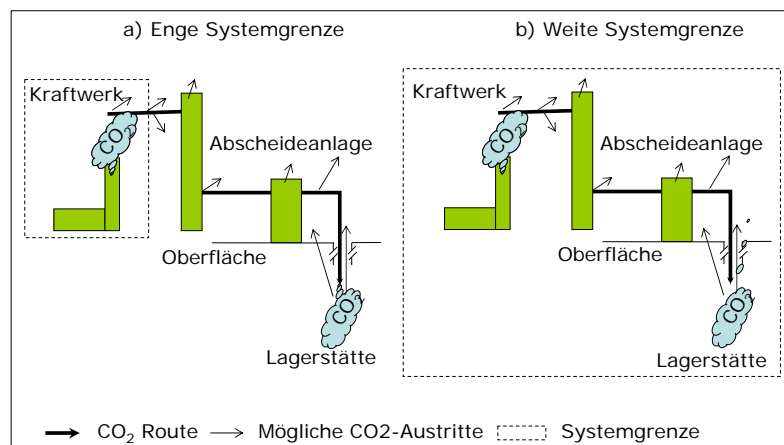 a) Enge Systemgrenze
Kraftwerk
CO2
Abscheideanlage
Oberfläche
CO2
Lagerstätte
b) Weite Systemgrenze
Kraftwerk
CO2
Abscheideanlage
Oberfläche
CO2
Lagerstätte
CO₂ Route
Mögliche CO2-Austritte
Systemgrenze